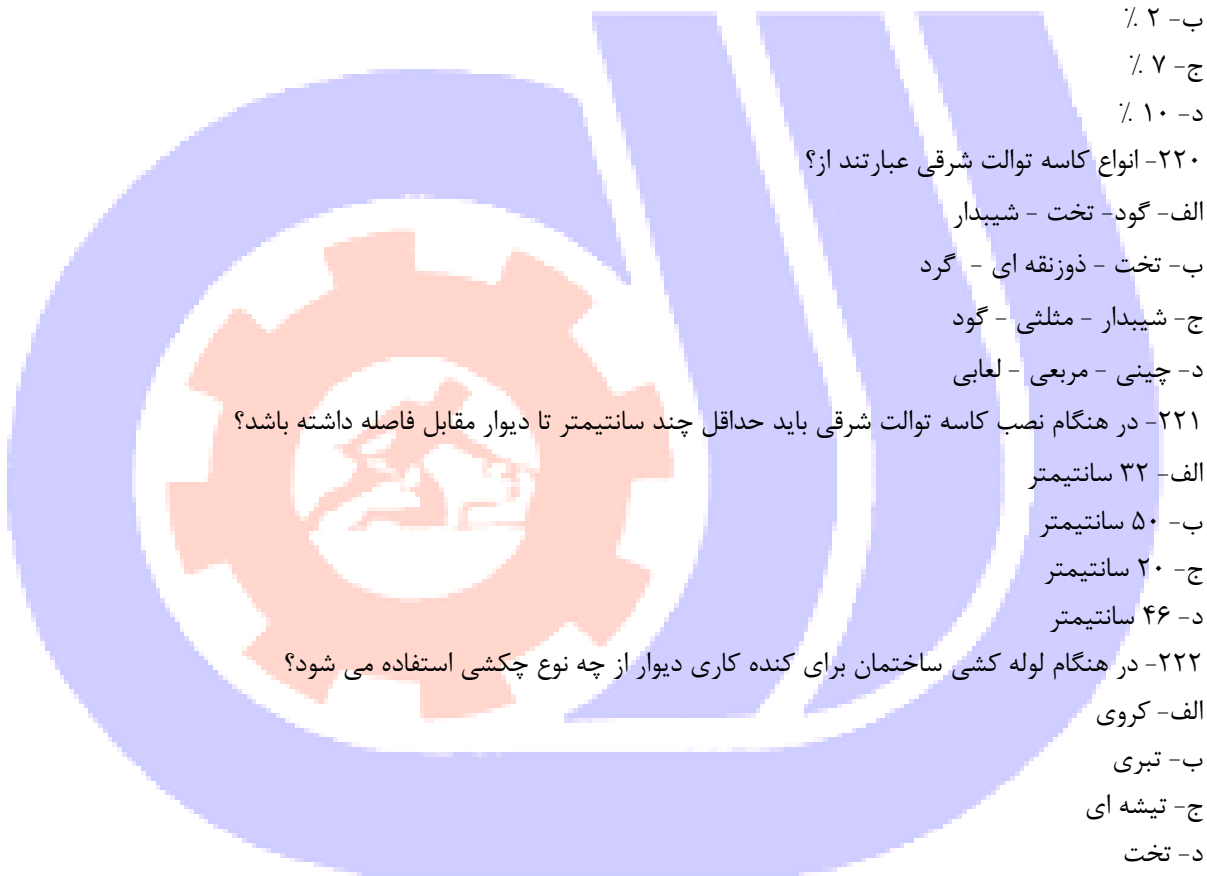 ب- ۲ ٪
ج- ۷ ٪
د- ۱۰ ٪
۲۲۰- انواع کاسه توالت شرقی عبارتند از؟
الف- گود- تخت - شیبدار
ب- تخت - ذوزنقه ای - گرد
ج- شیبدار - مثلثی - گود
د- چینی - مربعی - لعابی
۲۲۱- در هنگام نصب کاسه توالت شرقی باید حداقل چند سانتیمتر تا دیوار مقابل فاصله داشته باشد؟
الف- ۳۲ سانتیمتر
ب- ۵۰ سانتیمتر
ج- ۲۰ سانتیمتر
د- ۴۶ سانتیمتر
۲۲۲- در هنگام لوله کشی ساختمان برای کنده کاری دیوار از چه نوع چکشی استفاده می شود؟
الف- کروی
ب- تبری
ج- تیشه ای
د- تخت